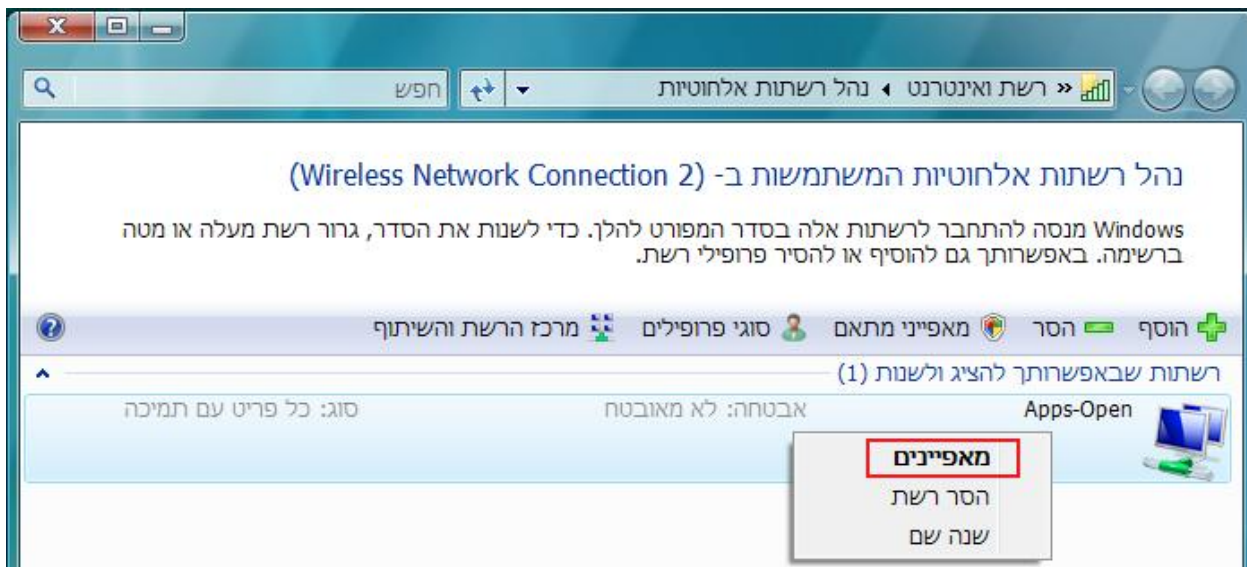 « רשת ואינטרנט ◂ נהל רשתות אלחוטיות
חפש
נהל רשתות אלחוטיות המשתמשות ב- (Wireless Network Connection 2)
Windows מנסה להתחבר לרשתות אלה בסדר המפורט להלן. כדי לשנות את הסדר, גרור רשת מעלה או מטה
ברשימה. באפשרותך גם להוסיף או להסיר פרופילי רשת.
הוסף הסר מאפייני מתאם סוגי פרופילים מרכז הרשת והשיתוף
רשתות שבאפשרותך להציג ולשנות (1)
Apps-Open אבטחה: לא מאובטח סוג: כל פריט עם תמיכה
מאפיינים
הסר רשת
שנה שם